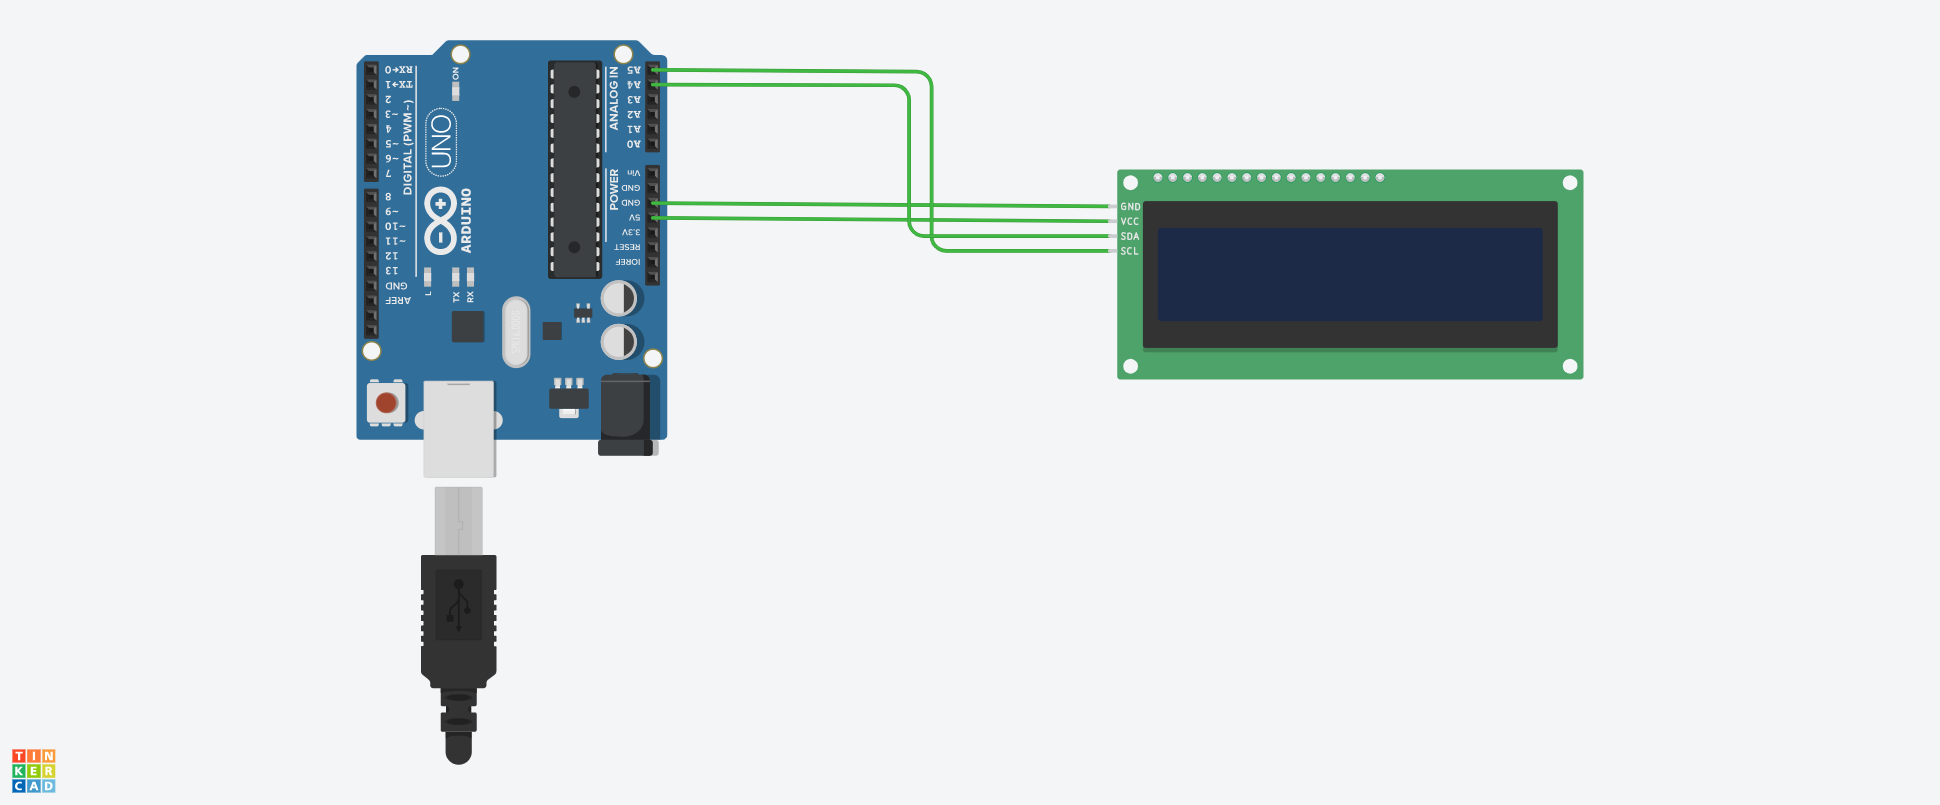 RX←0
TX→1
2
~3
4
~5
~6
7
DIGITAL (PWM~)
8
~9
~10
~11
12
13
GND
AREF
ON
UNO
ARDUINO
L
TX
RX
ANALOG IN
A5
A4
A3
A2
A1
A0
POWER
Vin
GND
GND
5V
3.3V
RESET
IOREF
GND
VCC
SDA
SCL
TIN
KER
CAD